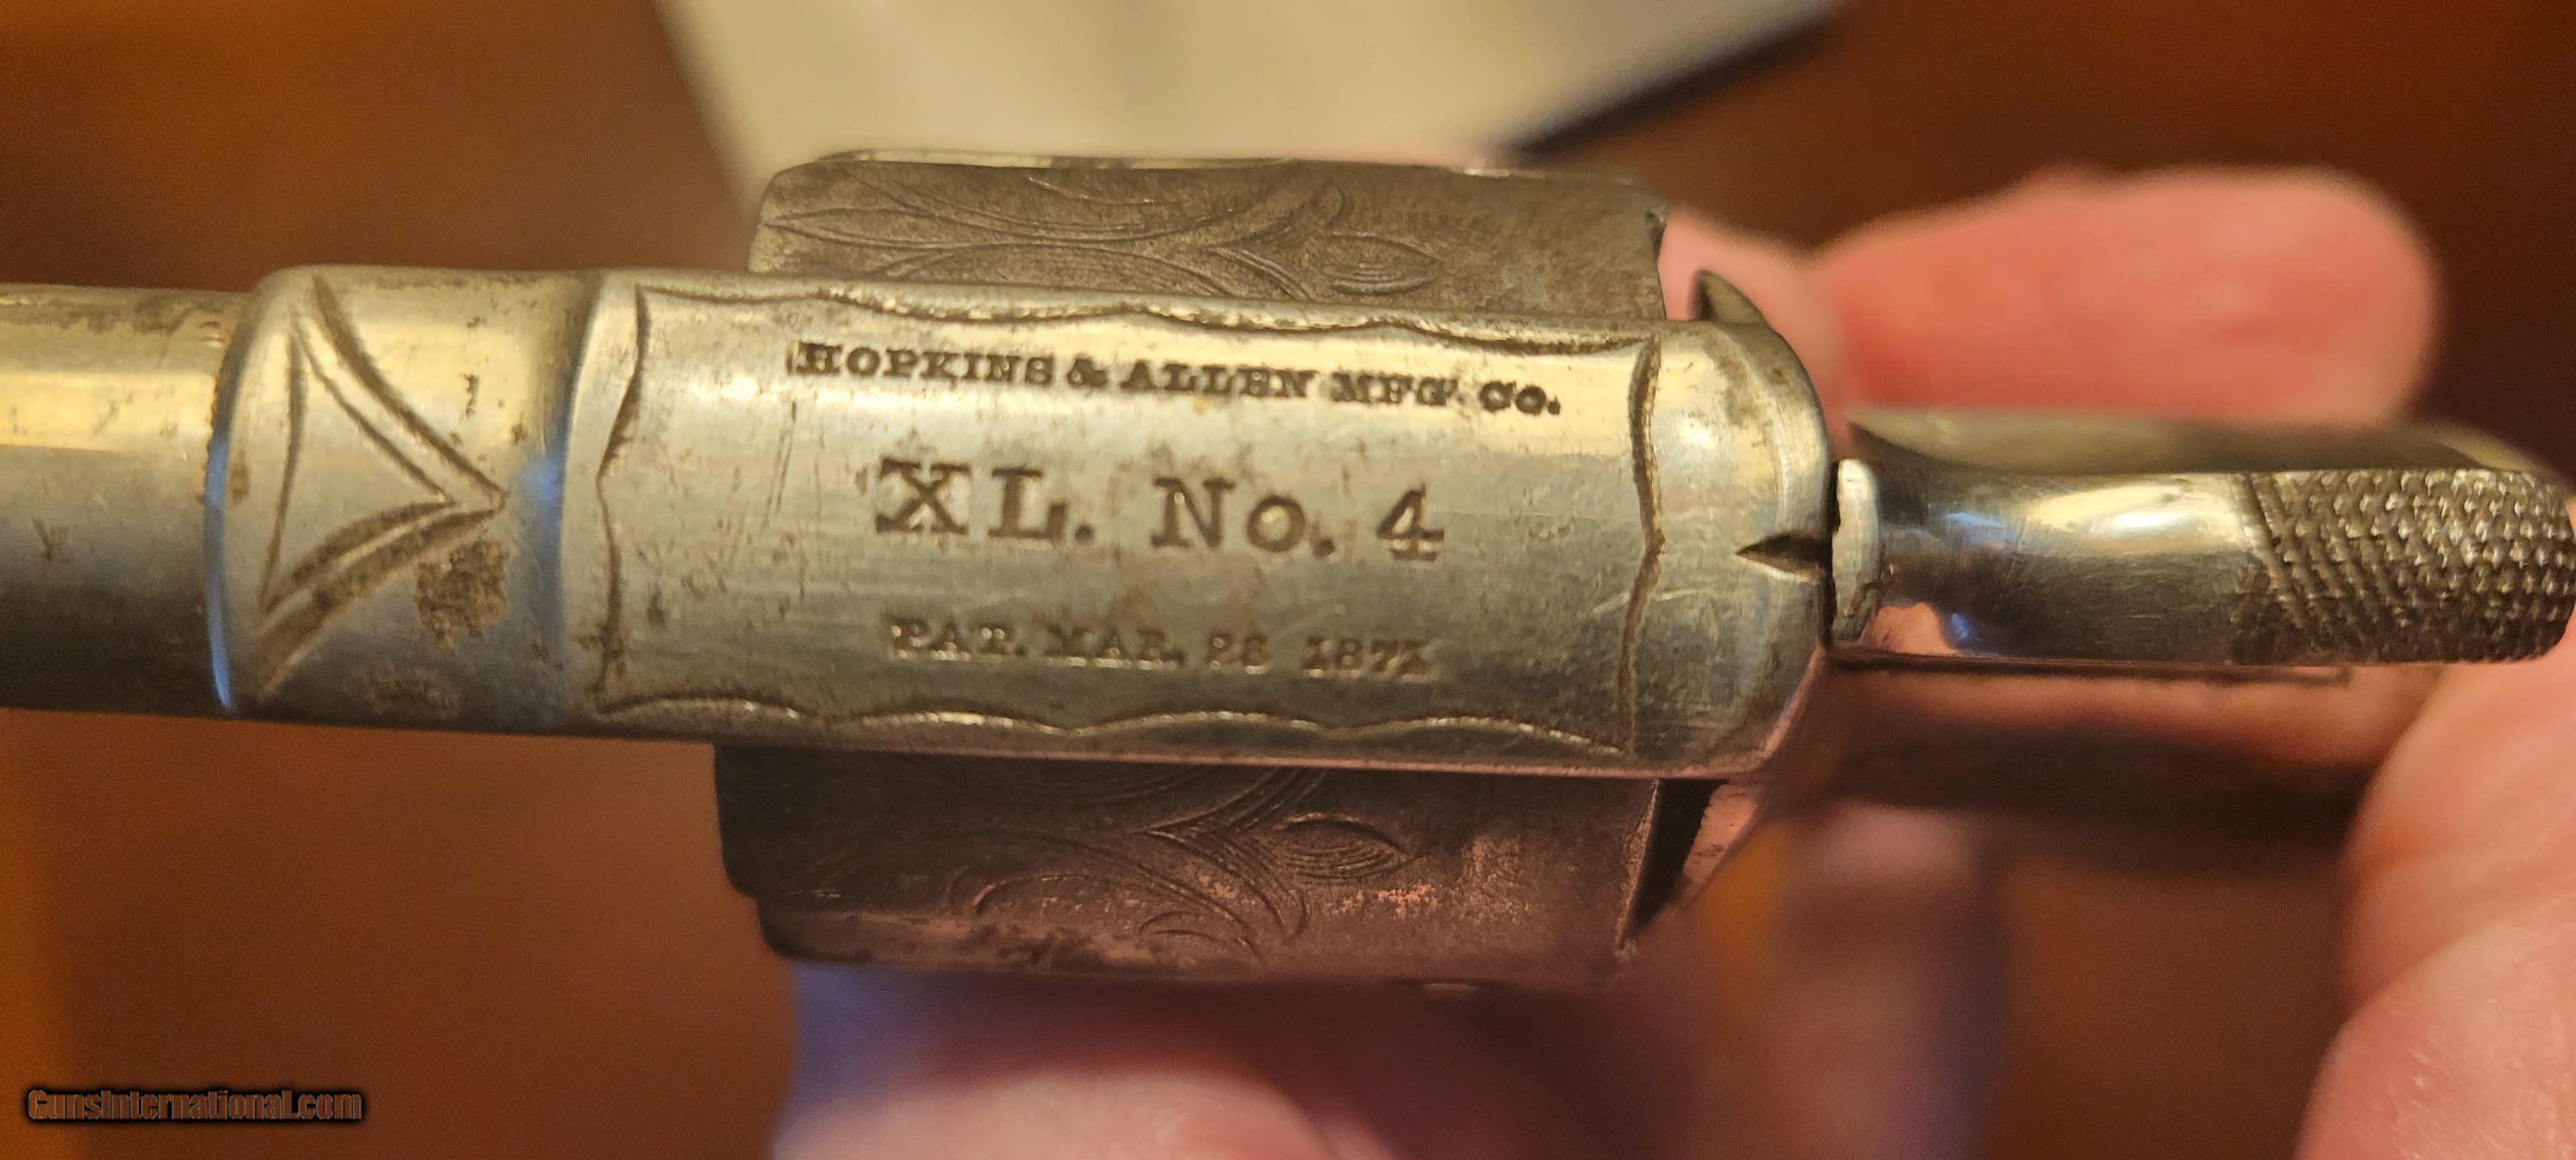 HOPKINS & ALLEN MFG. Co.
XL. No. 4
PAT. MAR. 28 1871
GunsInternational.com